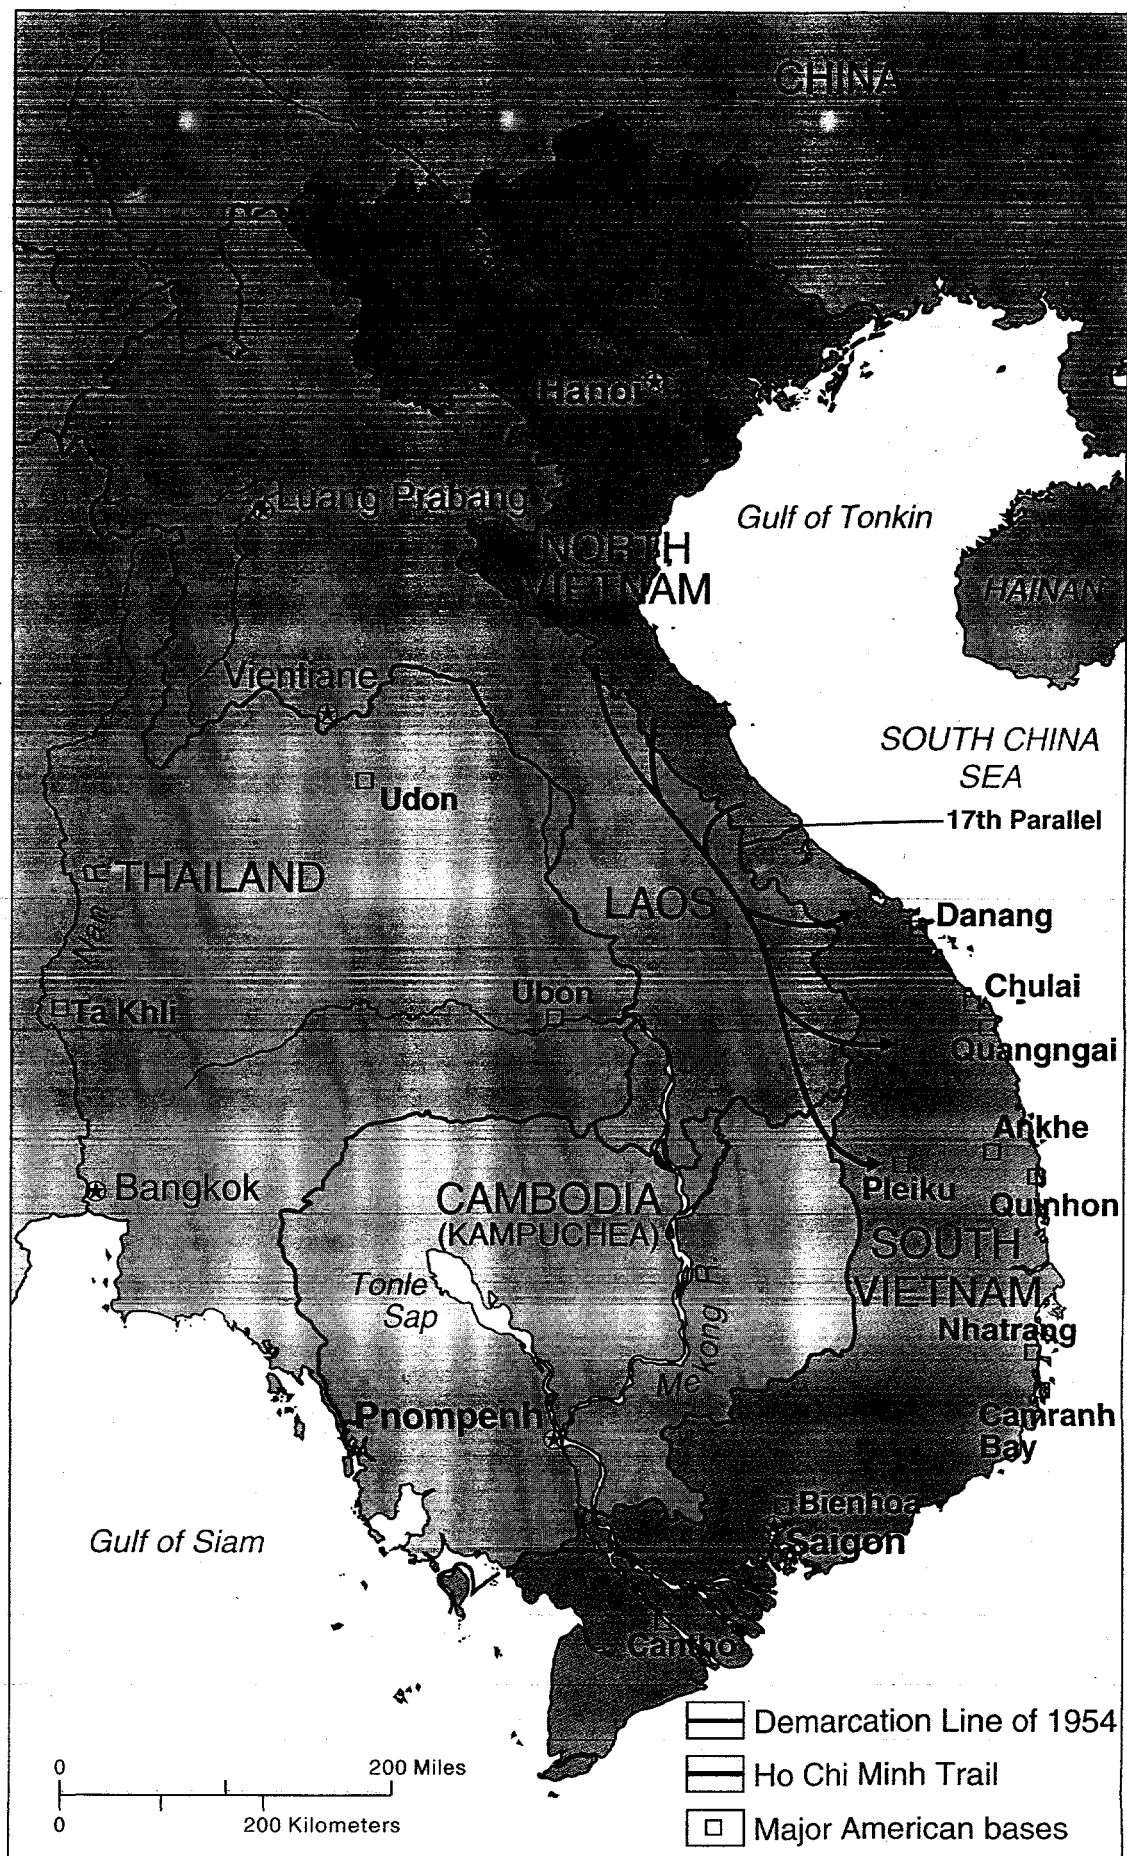 CHINA
Hanoi
Luang Prabang
Gulf of Tonkin
NORTH
VIETNAM
HAINAN
Vientiane
SOUTH CHINA
SEA
Udon
17th Parallel
THAILAND
Nam R
LAOS
Danang
Chulai
Ubon
Ta Khli
Quangngai
Ankhe
Bangkok
Pleiku
CAMBODIA
(KAMPUCHEA)
Quinhon
SOUTH
VIETNAM
Tonle
Sap
Mekong R
Nhatrang
Pnompenh
Camranh
Bay
Bienhoa
Saigon
Gulf of Siam
Cantho
Demarcation Line of 1954
0 200 Miles
Ho Chi Minh Trail
0 200 Kilometers
Major American bases